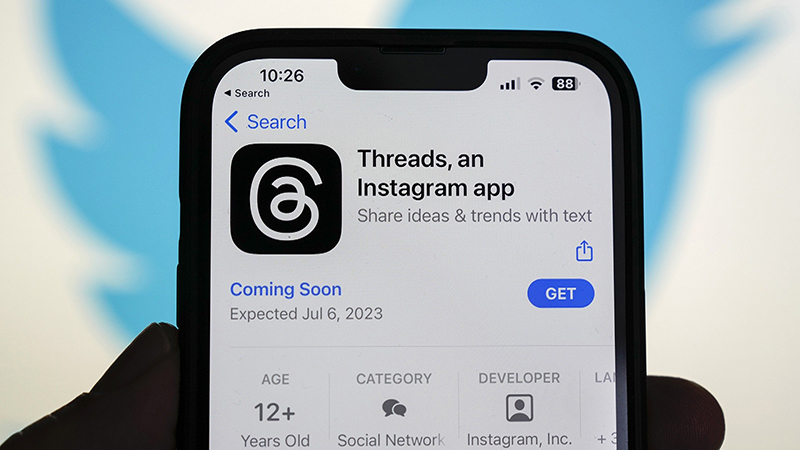 10:26
88
Search
Search
Threads, an
Instagram app
Share ideas & trends with text
Coming Soon
GET
Expected Jul 6, 2023
AGE
CATEGORY
DEVELOPER
12+
Years Old
Social Network
Instagram, Inc.